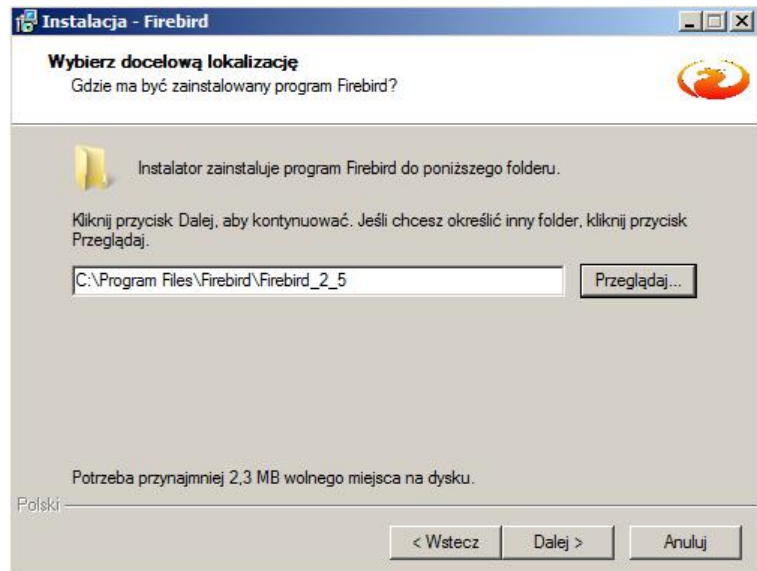 Instalacja - Firebird
Wybierz docelową lokalizację
Gdzie ma być zainstalowany program Firebird?
Instalator zainstaluje program Firebird do poniższego folderu.
Kliknij przycisk Dalej, aby kontynuować. Jeśli chcesz określić inny folder, kliknij przycisk
Przeglądaj.
C:\Program Files\Firebird\Firebird_2_5
Przeglądaj...
Potrzeba przynajmniej 2,3 MB wolnego miejsca na dysku.
Polski
< Wstecz
Dalej >
Anuluj